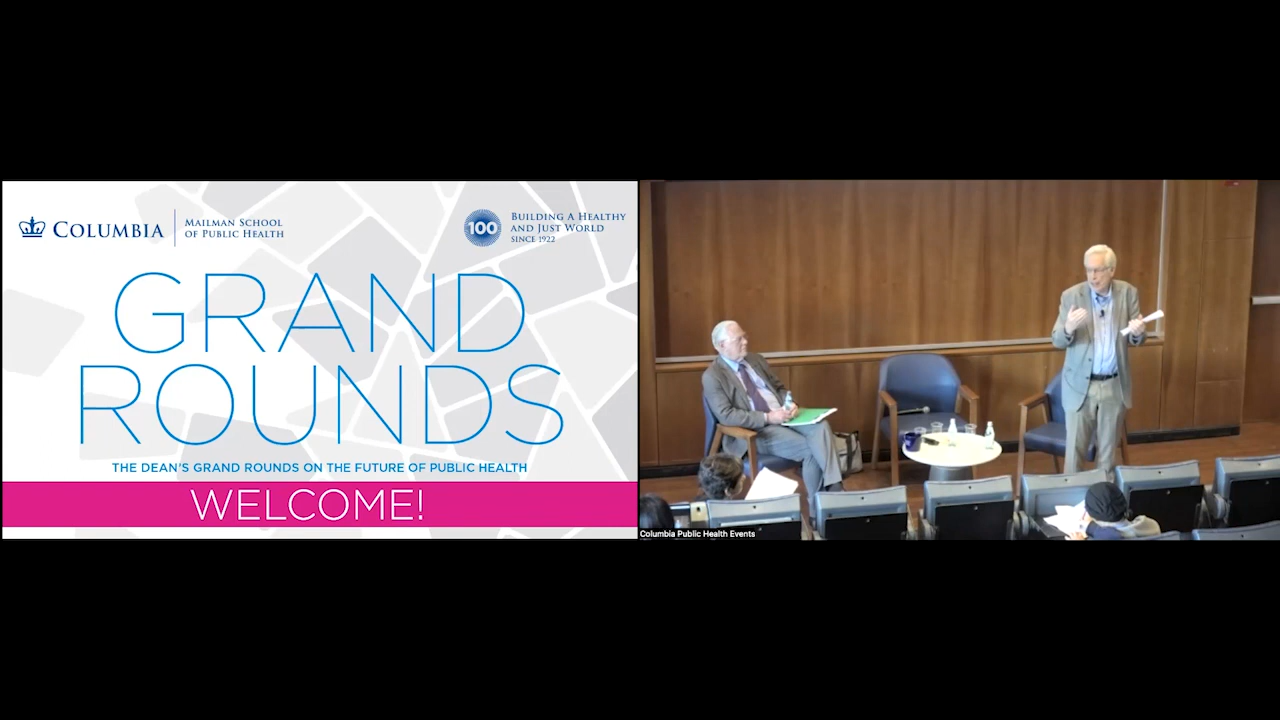 COLUMBIA
MAILMAN SCHOOL
OF PUBLIC HEALTH
100
BUILDING A HEALTHY
AND JUST WORLD
SINCE 1922
GRAND
ROUNDS
THE DEAN'S GRAND ROUNDS ON THE FUTURE OF PUBLIC HEALTH
WELCOME!
Columbia Public Health Events